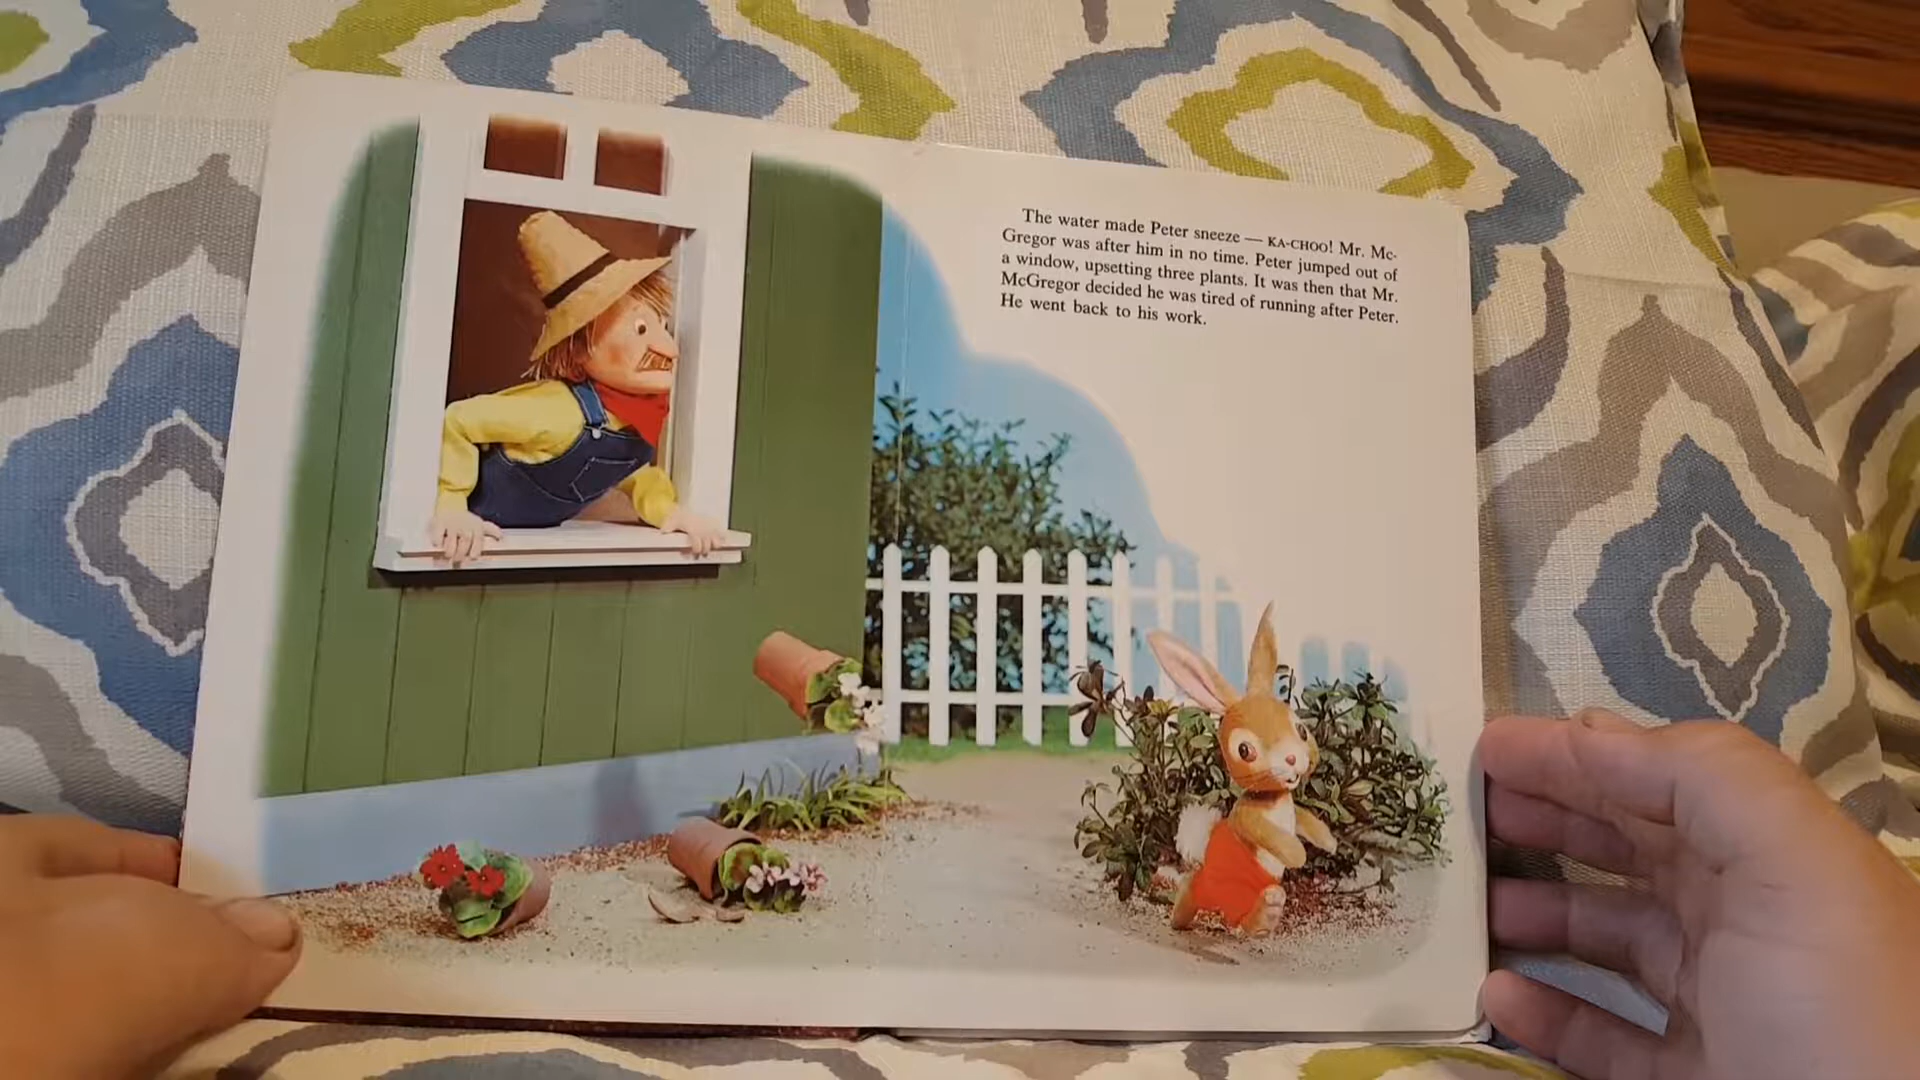 The water made Peter sneeze — KA-CHOO! Mr. Mc-
Gregor was after him in no time. Peter jumped out of
a window, upsetting three plants. It was then that Mr.
McGregor decided he was tired of running after Peter.
He went back to his work.